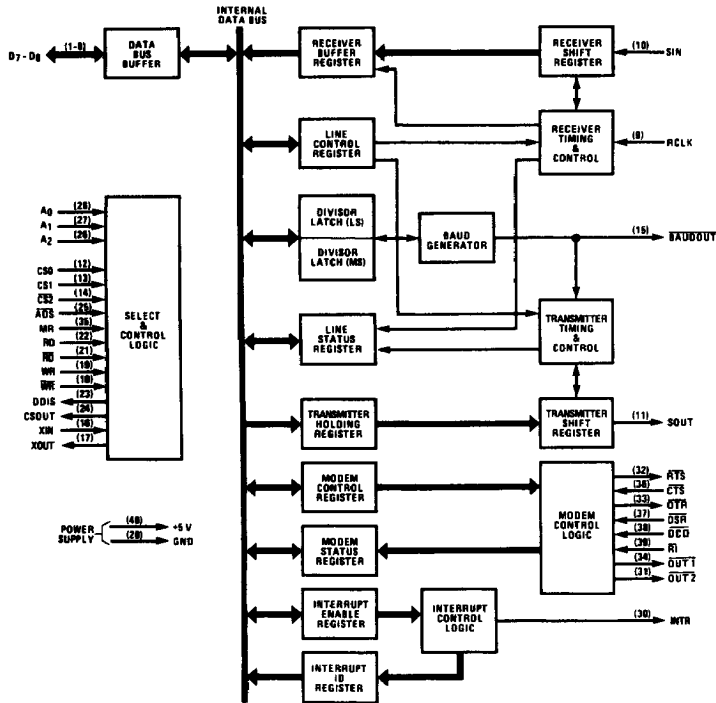 INTERNAL
DATA BUS
D7 - D0
(1-8)
DATA
BUS
BUFFER
RECEIVER
BUFFER
REGISTER
RECEIVER
SHIFT
REGISTER
(10)
SIN
LINE
CONTROL
REGISTER
RECEIVER
TIMING
&
CONTROL
(9)
RCLK
A0
(28)
A1
(27)
A2
(26)
CS0
(12)
CS1
(13)
CS2
(14)
ADS
(25)
MR
(35)
RD
(22)
RD
(21)
WR
(19)
WR
(18)
DDIS
(23)
CSOUT
(24)
XIN
(16)
XOUT
(17)
SELECT
&
CONTROL
LOGIC
DIVISOR
LATCH (LS)
DIVISOR
LATCH (MS)
BAUD
GENERATOR
(15)
BAUDOUT
LINE
STATUS
REGISTER
TRANSMITTER
TIMING
&
CONTROL
TRANSMITTER
HOLDING
REGISTER
TRANSMITTER
SHIFT
REGISTER
(11)
SOUT
MODEM
CONTROL
REGISTER
MODEM
CONTROL
LOGIC
(32)
RTS
(36)
CTS
(33)
DTR
(37)
DSR
(38)
DCD
(39)
RI
(34)
OUT 1
(31)
OUT 2
POWER
SUPPLY
(40)
+5 V
(20)
GND
MODEM
STATUS
REGISTER
INTERRUPT
ENABLE
REGISTER
INTERRUPT
CONTROL
LOGIC
(30)
INTR
INTERRUPT
ID
REGISTER